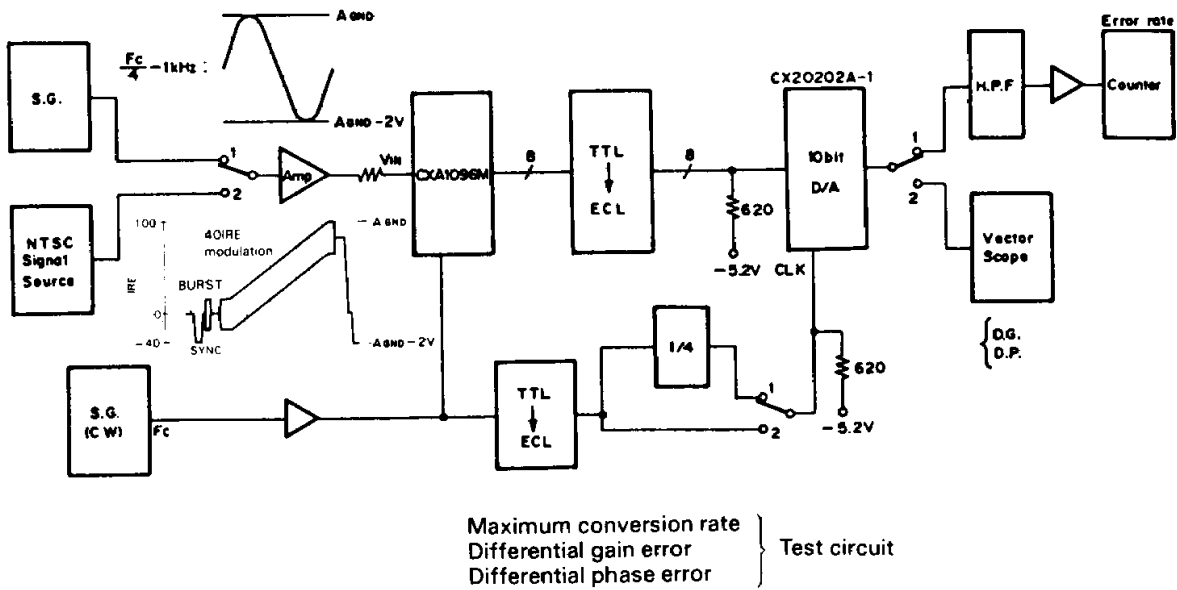 AGND
Fc/4 -1kHz :
AGND-2V
S.G.
1
2
Amp
VIN
CXA1096M
8
TTL
ECL
8
620
-5.2V
CX20202A-1
10bit
D/A
CLK
1
2
H.P.F
Error rate
Counter
Vector
Scope
D.G.
D.P.
NTSC
Signal
Source
100
0
-40
IRE
40IRE
modulation
BURST
SYNC
-AGND
-AGND-2V
S.G.
(CW)
Fc
TTL
ECL
1/4
1
2
620
-5.2V
Maximum conversion rate
Differential gain error
Differential phase error
Test circuit